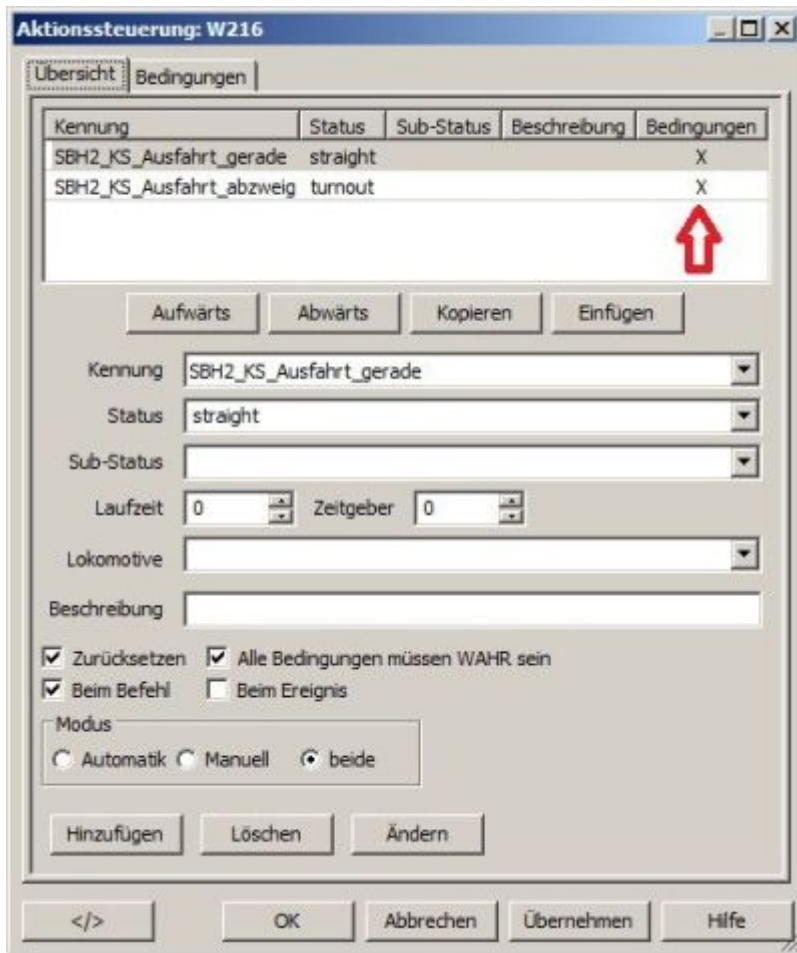 Aktionssteuerung: W216
Übersicht Bedingungen
Kennung Status Sub-Status Beschreibung Bedingungen
SBH2_KS_Ausfahrt_gerade straight X
SBH2_KS_Ausfahrt_abzweig turnout X
Aufwärts Abwärts Kopieren Einfügen
Kennung SBH2_KS_Ausfahrt_gerade
Status straight
Sub-Status
Laufzeit 0 Zeitgeber 0
Lokomotive
Beschreibung
Zurücksetzen Alle Bedingungen müssen WAHR sein
Beim Befehl Beim Ereignis
Modus
Automatik Manuell beide
Hinzufügen Löschen Ändern
</> OK Abbrechen Übernehmen Hilfe